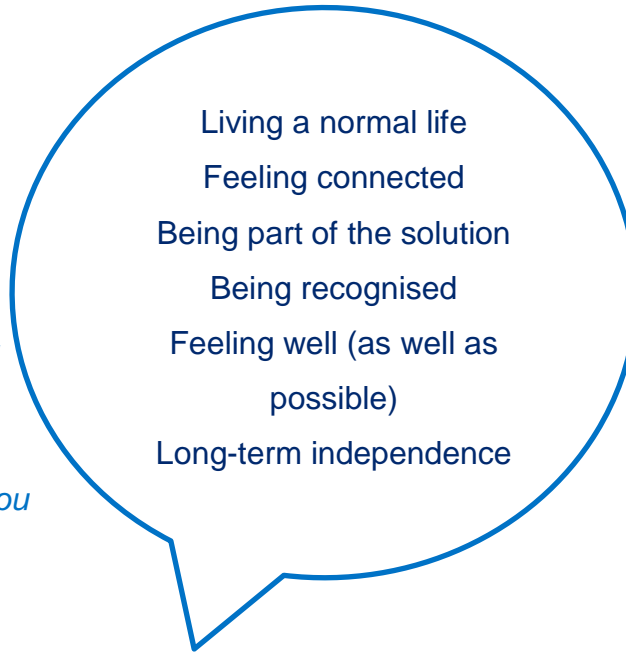 Living a normal life
Feeling connected
Being part of the solution
Being recognised
Feeling well (as well as
possible)
Long-term independence